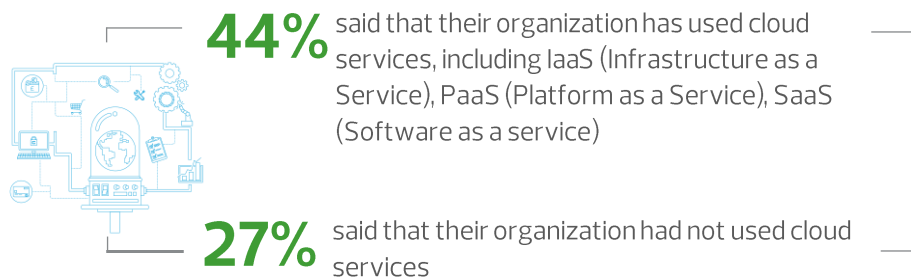 44% said that their organization has used cloud
services, including IaaS (Infrastructure as a
Service), PaaS (Platform as a Service), SaaS
(Software as a service)
27% said that their organization had not used cloud
services